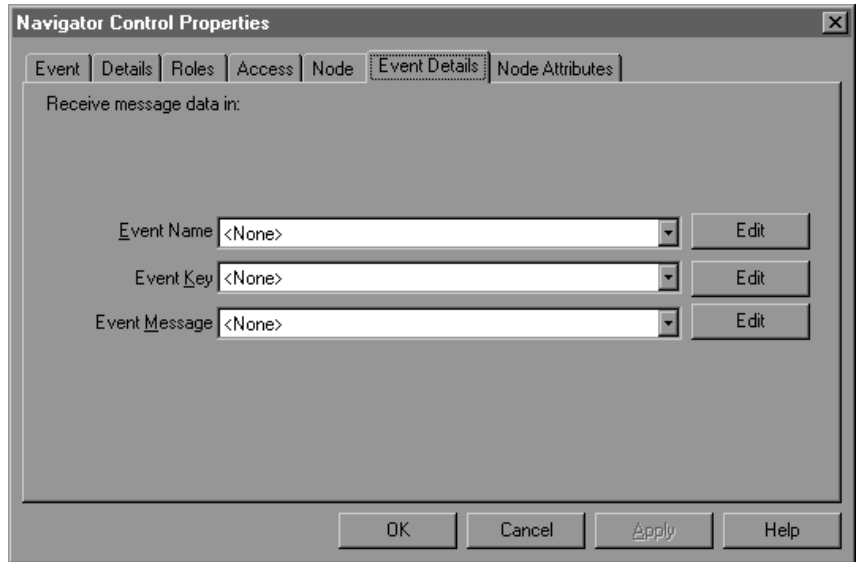 Navigator Control Properties
Event Details Roles Access Node Event Details Node Attributes
Receive message data in:
Event Name <None> Edit
Event Key <None> Edit
Event Message <None> Edit
OK Cancel Apply Help